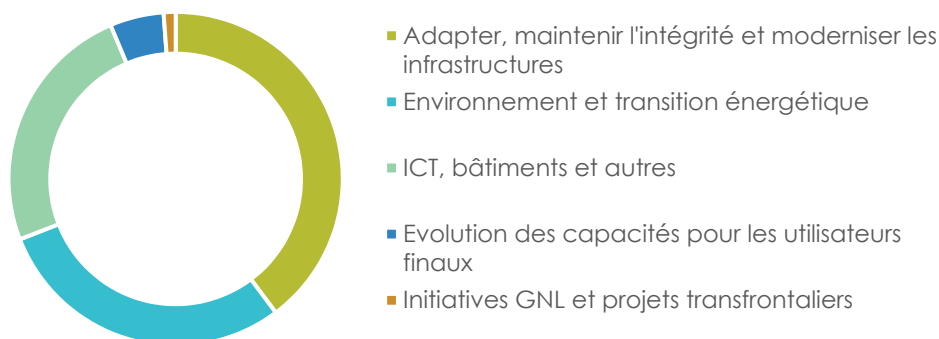 Adapter, maintenir l'intégrité et moderniser les
infrastructures
Environnement et transition énergétique
ICT, bâtiments et autres
Evolution des capacités pour les utilisateurs
finaux
Initiatives GNL et projets transfrontaliers